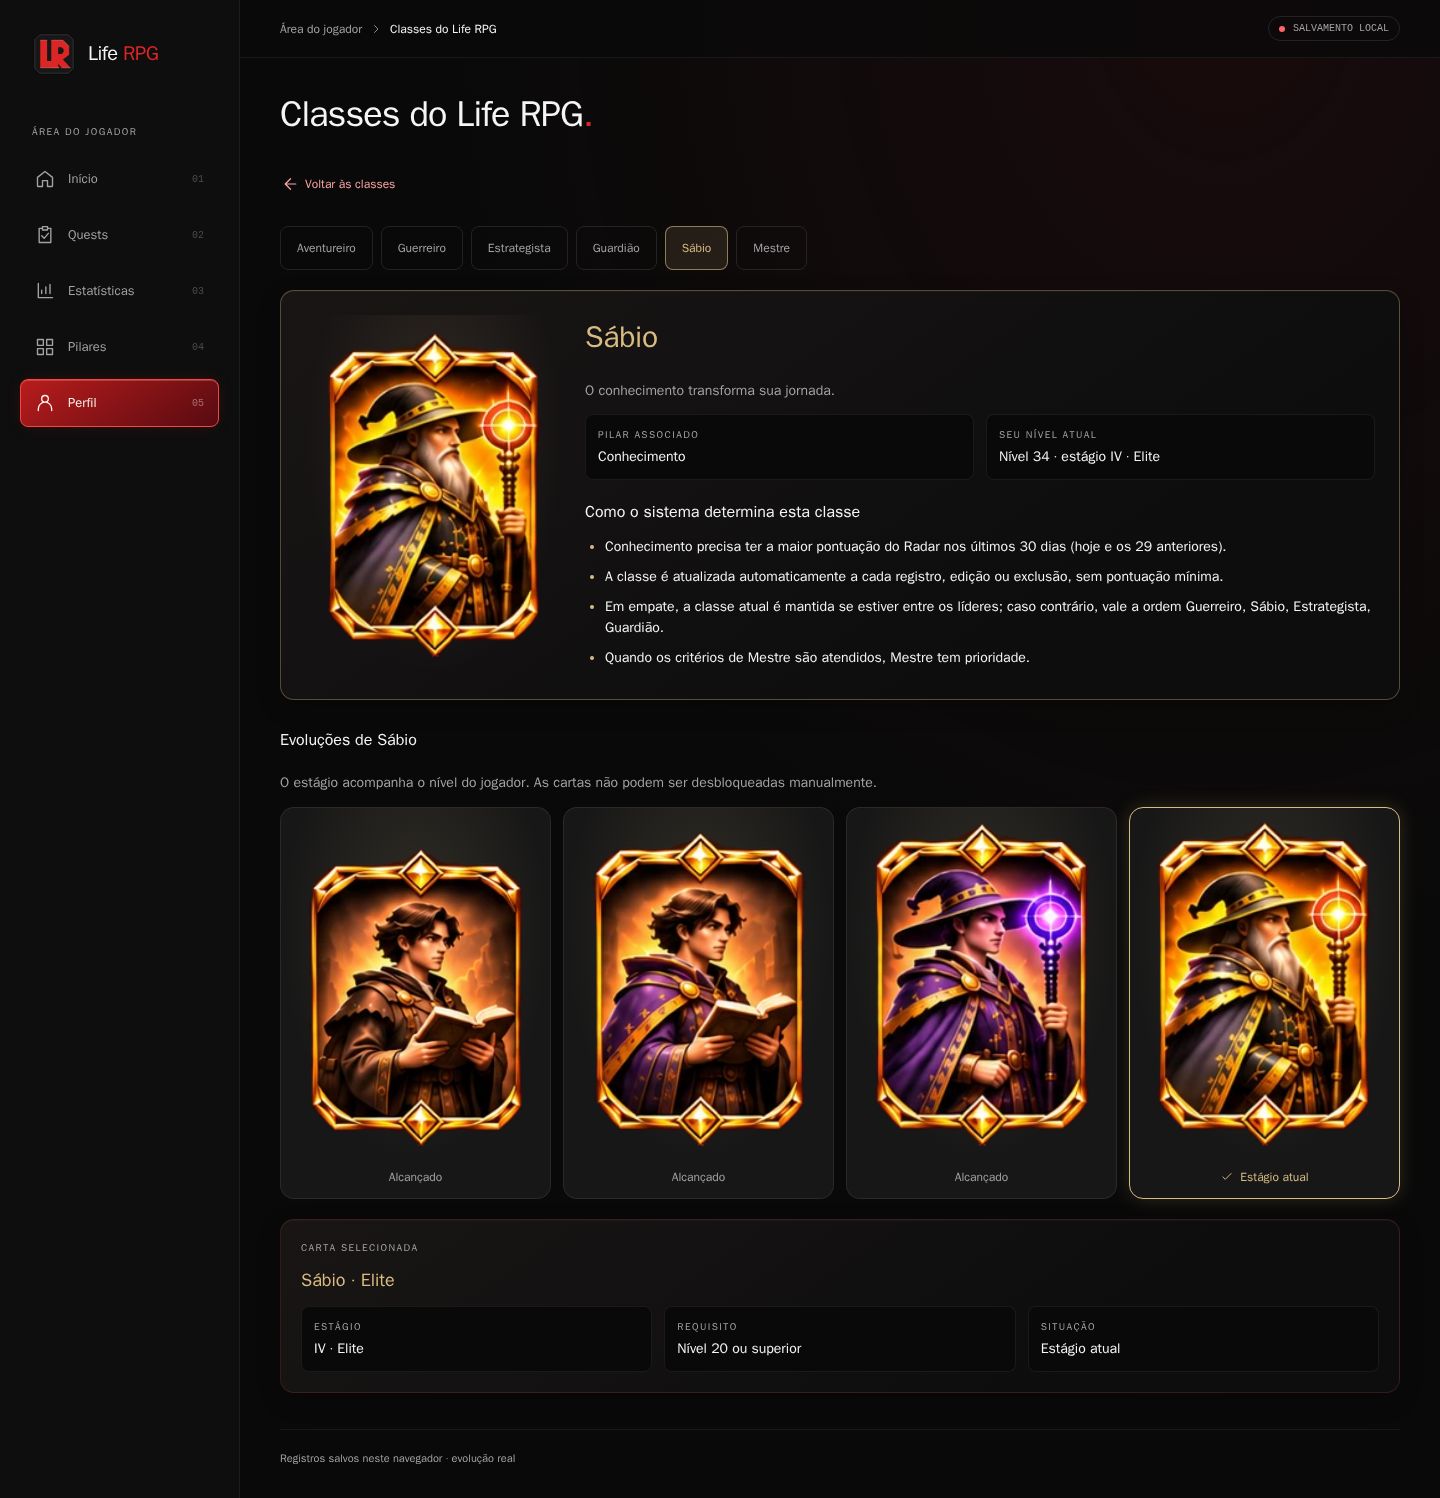 LR
Life RPG
Área do jogador
Classes do Life RPG
SALVAMENTO LOCAL
ÁREA DO JOGADOR
Início 01
Quests 02
Estatísticas 03
Pilares 04
Perfil 05
Classes do Life RPG.
Voltar às classes
Aventureiro Guerreiro Estrategista Guardião Sábio Mestre
Sábio
O conhecimento transforma sua jornada.
PILAR ASSOCIADO
Conhecimento
SEU NÍVEL ATUAL
Nível 34 · estágio IV · Elite
Como o sistema determina esta classe
• Conhecimento precisa ter a maior pontuação do Radar nos últimos 30 dias (hoje e os 29 anteriores).
• A classe é atualizada automaticamente a cada registro, edição ou exclusão, sem pontuação mínima.
• Em empate, a classe atual é mantida se estiver entre os líderes; caso contrário, vale a ordem Guerreiro, Sábio, Estrategista,
Guardião.
• Quando os critérios de Mestre são atendidos, Mestre tem prioridade.
Evoluções de Sábio
O estágio acompanha o nível do jogador. As cartas não podem ser desbloqueadas manualmente.
Alcançado
Alcançado
Alcançado
Estágio atual
CARTA SELECIONADA
Sábio · Elite
ESTÁGIO
IV · Elite
REQUISITO
Nível 20 ou superior
SITUAÇÃO
Estágio atual
Registros salvos neste navegador · evolução real